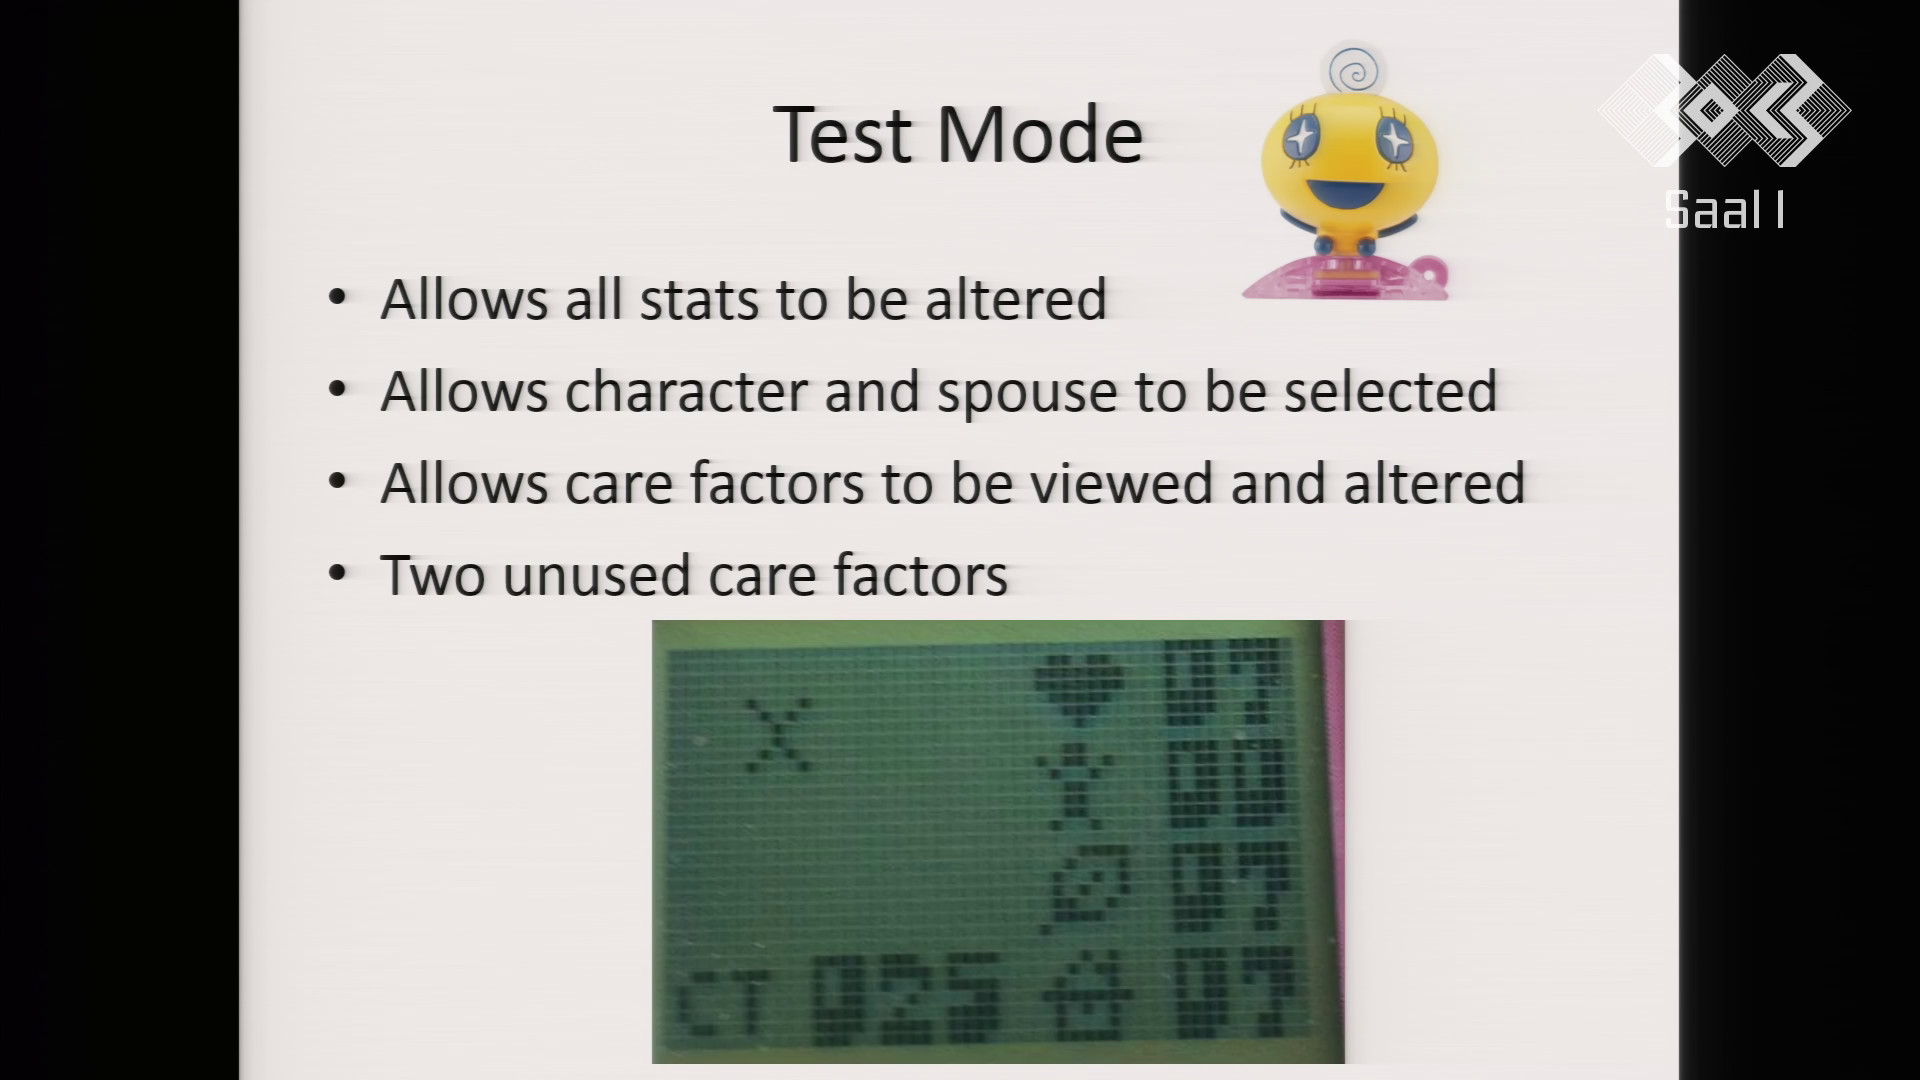 Test Mode
Saal 1
• Allows all stats to be altered
• Allows character and spouse to be selected
• Allows care factors to be viewed and altered
• Two unused care factors
07
07
CT 025 07